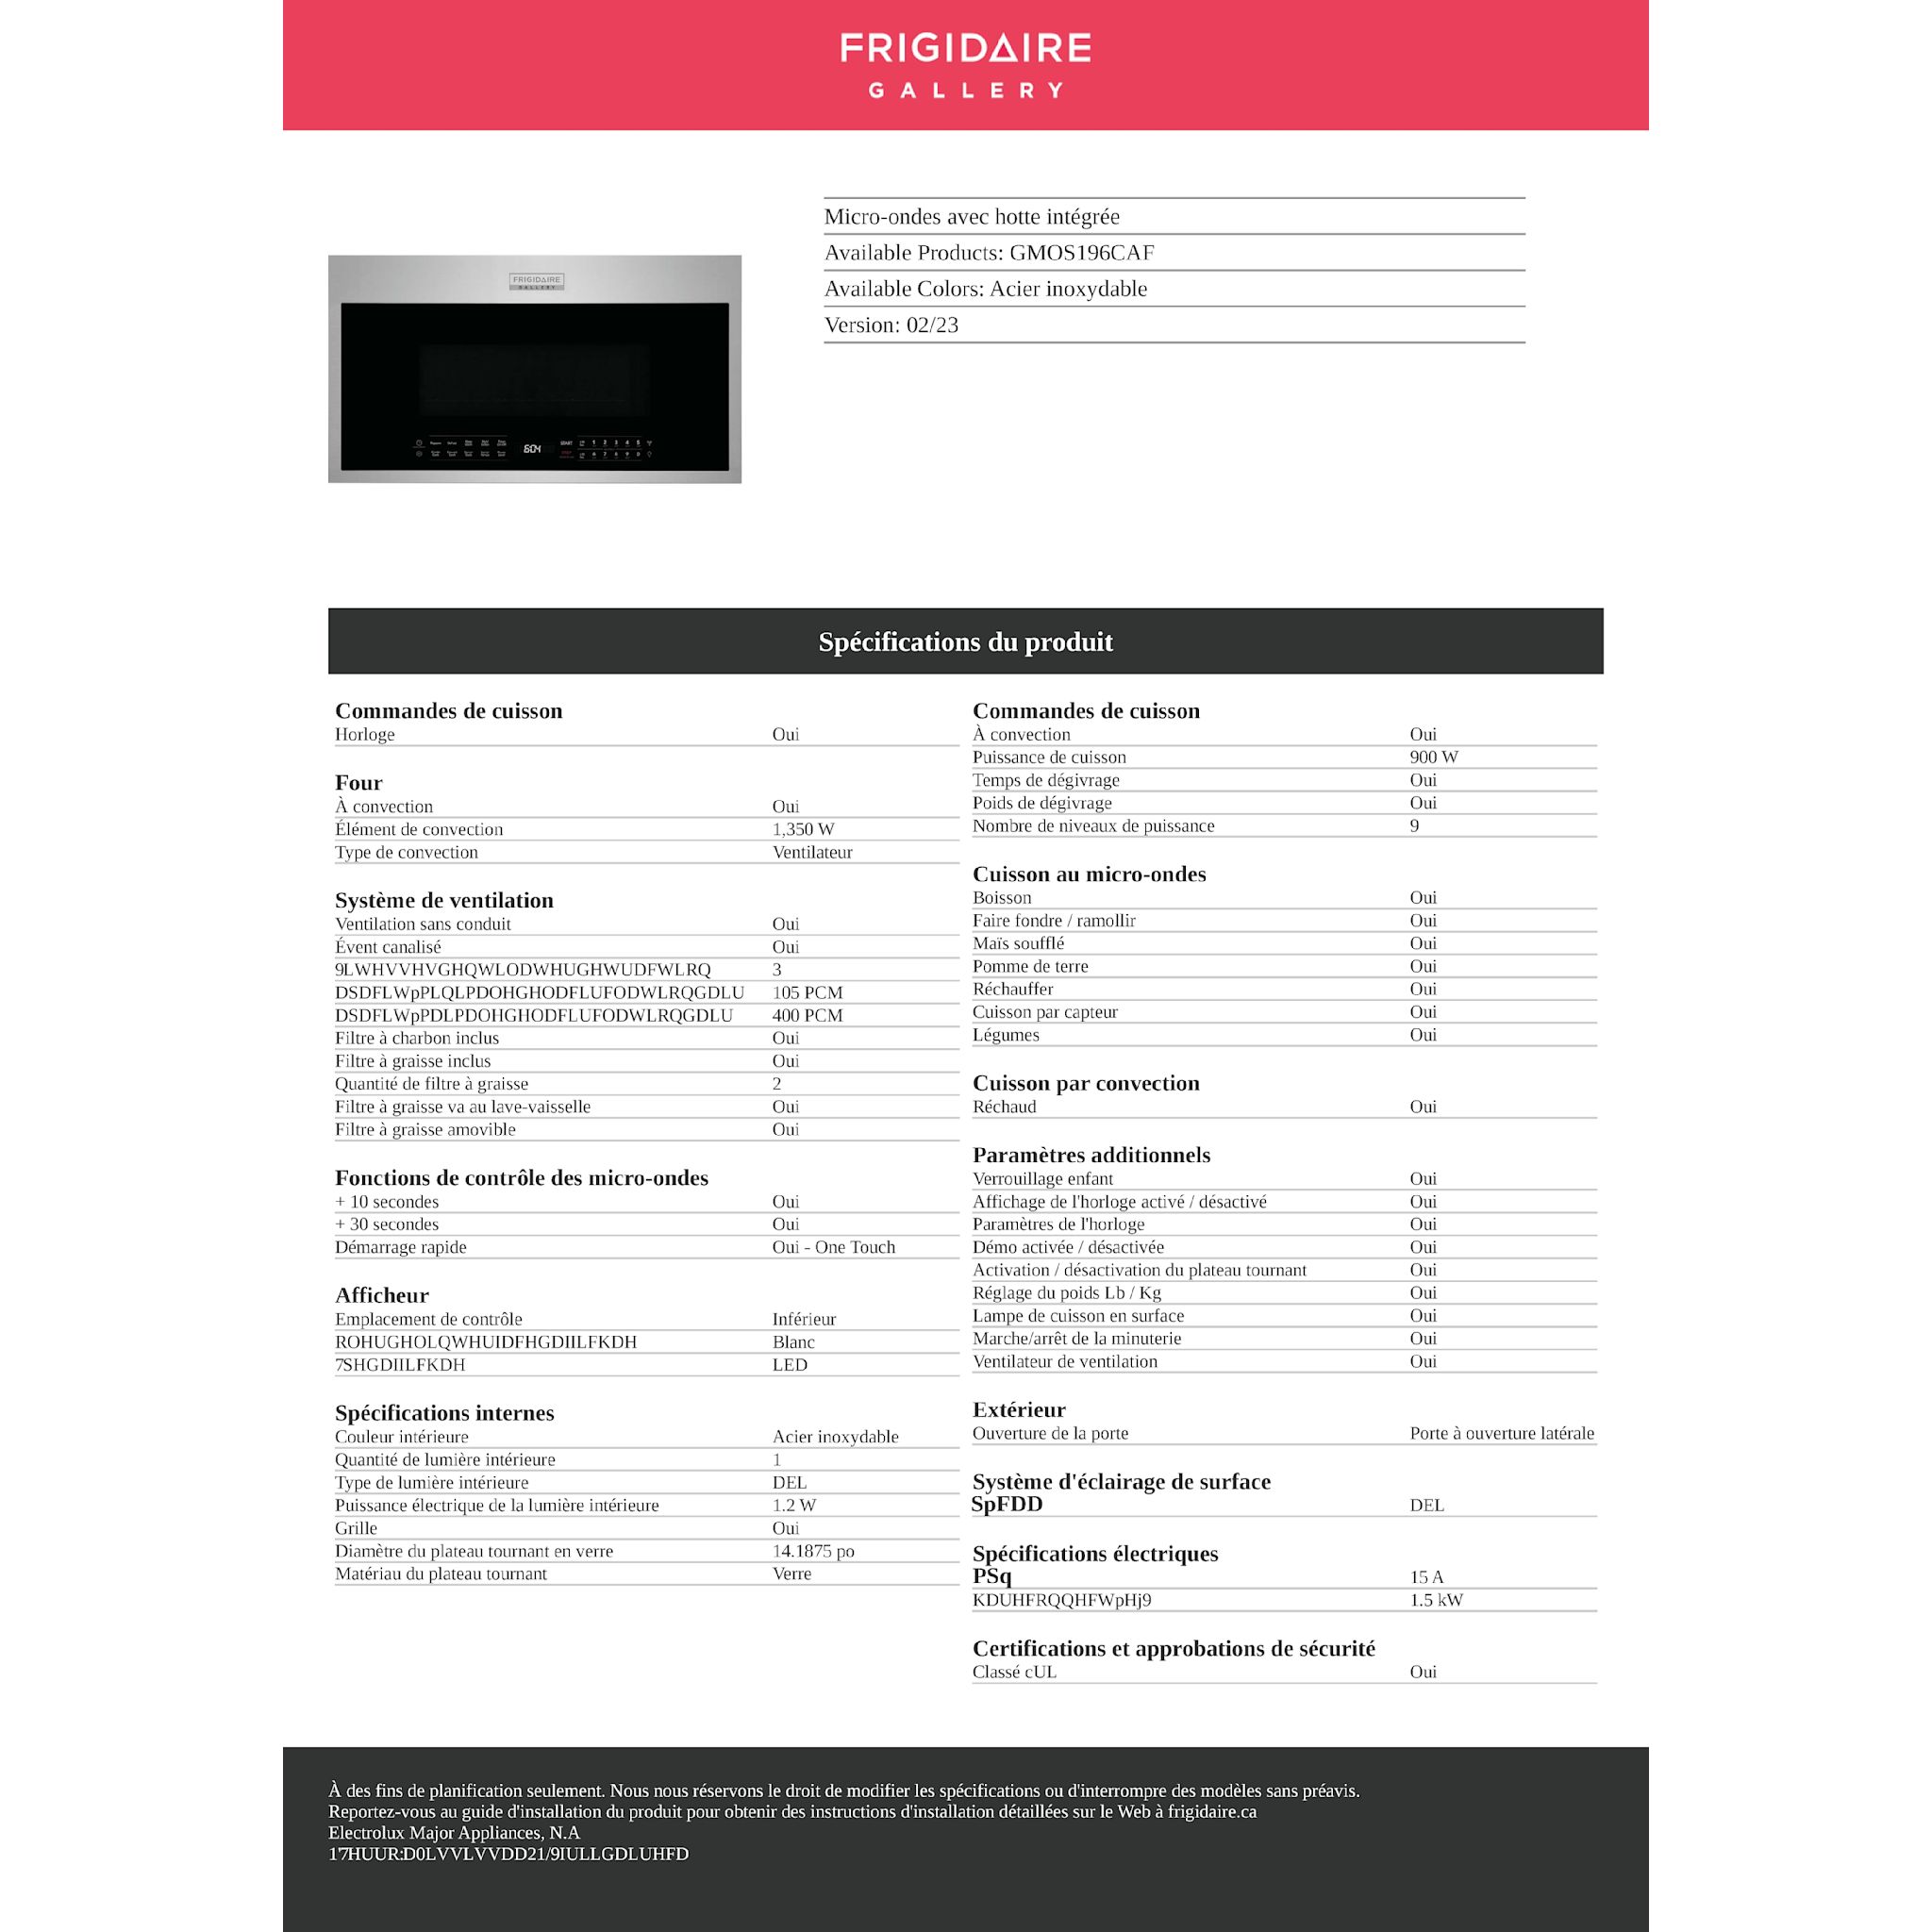 FRIGIDAIRE
GALLERY
Micro-ondes avec hotte intégrée
Available Products: GMOS196CAF
Available Colors: Acier inoxydable
Version: 02/23
FRIGIDAIRE
GALLERY
START
Spécifications du produit
Commandes de cuisson
Horloge Oui
Four
À convection Oui
Élément de convection 1,350 W
Type de convection Ventilateur
Système de ventilation
Ventilation sans conduit Oui
Évent canalisé Oui
9LWHVVHVGHQWLODWHUGHWUDFWLRQ 3
DSDFLWpPLQLPDOHGHODFLUFODWLRQGDLU 105 PCM
DSDFLWpPDLPDOHGHODFLUFODWLRQGDLU 400 PCM
Filtre à charbon inclus Oui
Filtre à graisse inclus Oui
Quantité de filtre à graisse 2
Filtre à graisse va au lave-vaisselle Oui
Filtre à graisse amovible Oui
Fonctions de contrôle des micro-ondes
+ 10 secondes Oui
+ 30 secondes Oui
Démarrage rapide Oui - One Touch
Afficheur
Emplacement de contrôle Inférieur
ROHUGHOLQWHUIDFHGDIILFKDH Blanc
7SHGDIILFKDH LED
Spécifications internes
Couleur intérieure Acier inoxydable
Quantité de lumière intérieure 1
Type de lumière intérieure DEL
Puissance électrique de la lumière intérieure 1.2 W
Grille Oui
Diamètre du plateau tournant en verre 14.1875 po
Matériau du plateau tournant Verre
Commandes de cuisson
À convection Oui
Puissance de cuisson 900 W
Temps de dégivrage Oui
Poids de dégivrage Oui
Nombre de niveaux de puissance 9
Cuisson au micro-ondes
Boisson Oui
Faire fondre / ramollir Oui
Maïs soufflé Oui
Pomme de terre Oui
Réchauffer Oui
Cuisson par capteur Oui
Légumes Oui
Cuisson par convection
Réchaud Oui
Paramètres additionnels
Verrouillage enfant Oui
Affichage de l'horloge activé / désactivé Oui
Paramètres de l'horloge Oui
Démo activée / désactivée Oui
Activation / désactivation du plateau tournant Oui
Réglage du poids Lb / Kg Oui
Lampe de cuisson en surface Oui
Marche/arrêt de la minuterie Oui
Ventilateur de ventilation Oui
Extérieur
Ouverture de la porte Porte à ouverture latérale
Système d'éclairage de surface
SpFDD DEL
Spécifications électriques
PSq 15 A
KDUHFRQQHFWpHj9 1.5 kW
Certifications et approbations de sécurité
Classé cUL Oui
À des fins de planification seulement. Nous nous réservons le droit de modifier les spécifications ou d'interrompre des modèles sans préavis.
Reportez-vous au guide d'installation du produit pour obtenir des instructions d'installation détaillées sur le Web à frigidaire.ca
Electrolux Major Appliances, N.A
17HUUR:D0LVVLVVDD21/9IULLGDLUHFD